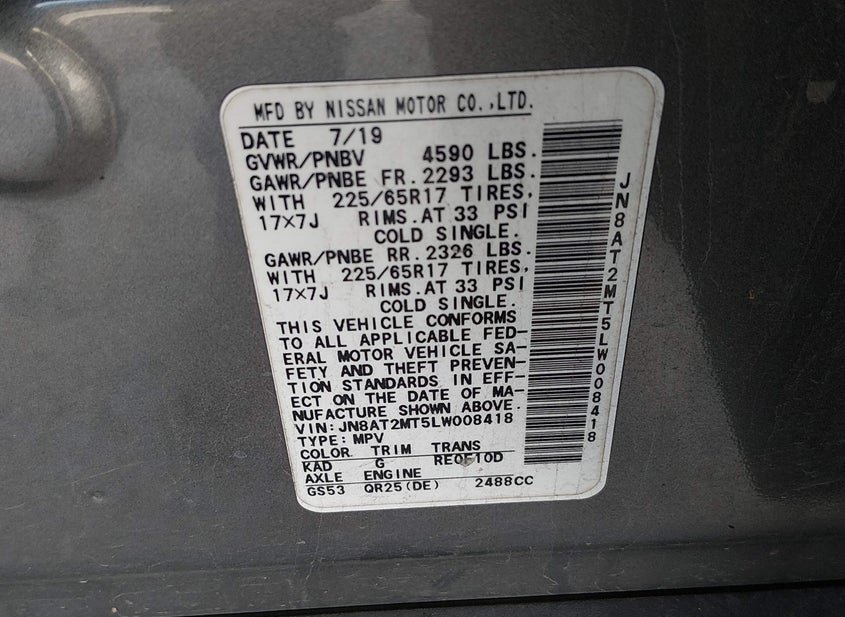 MFD BY NISSAN MOTOR CO.,LTD.
DATE 7/19
GVWR/PNBV 4590 LBS.
GAWR/PNBE FR.2293 LBS.
WITH 225/65R17 TIRES,
17×7J RIMS.AT 33 PSI
COLD SINGLE.
GAWR/PNBE RR.2326 LBS.
WITH 225/65R17 TIRES,
17×7J RIMS.AT 33 PSI
COLD SINGLE.
THIS VEHICLE CONFORMS
TO ALL APPLICABLE FED-
ERAL MOTOR VEHICLE SA-
FETY AND THEFT PREVEN-
TION STANDARDS IN EFF-
ECT ON THE DATE OF MA-
NUFACTURE SHOWN ABOVE.
VIN:JN8AT2MT5LW008418
TYPE:MPV
COLOR TRIM TRANS
KAD G RE0F10D
AXLE ENGINE
GS53 QR25(DE) 2488CC
JN8AT2MT5LW008418